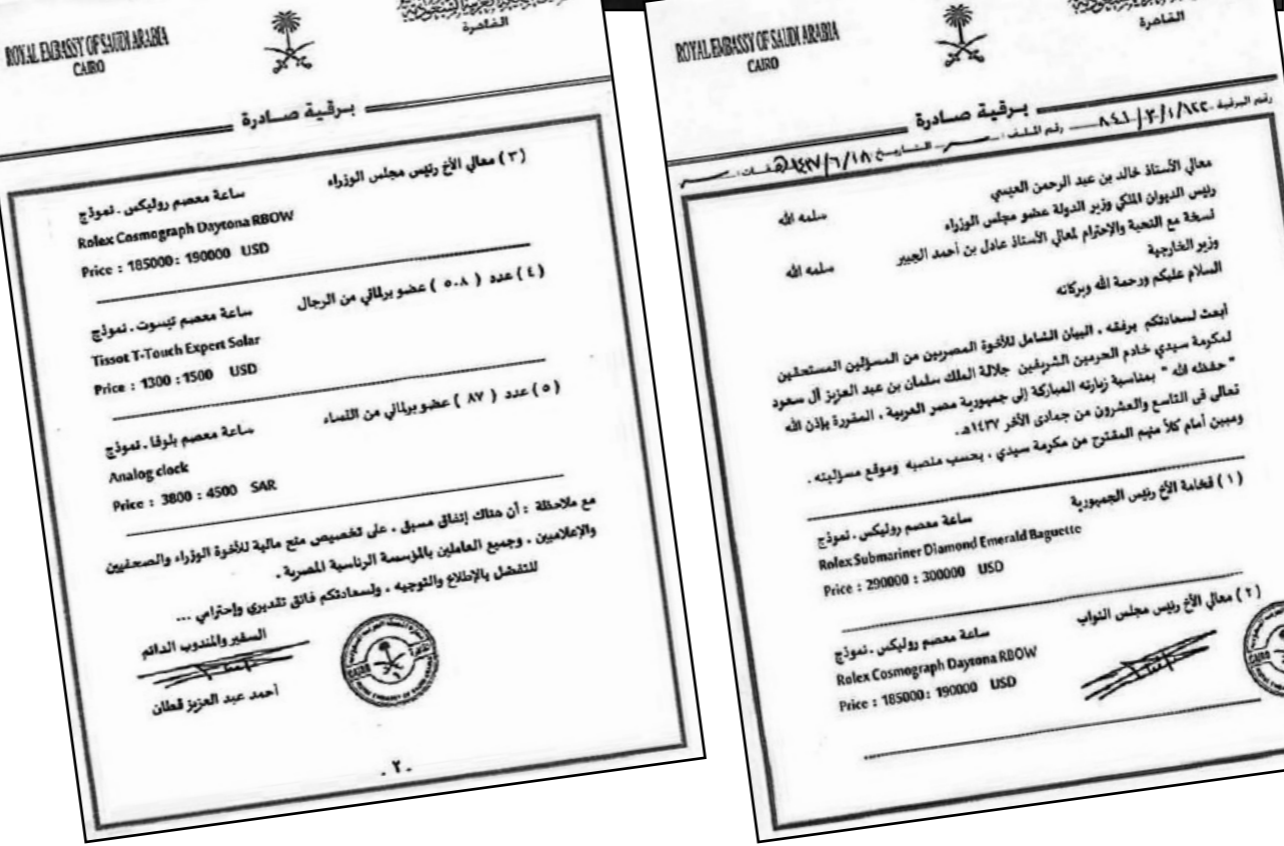 ROYAL EMBASSY OF SAUDI ARABIA
CAIRO
القاهرة
برقية صادرة
رقم البرقية
رقم الملف :
التاريخ ١٤٣٧/٦/١٨
معالي الأستاذ خالد بن عبد الرحمن العيسي
رئيس الديوان الملكي وزير الدولة عضو مجلس الوزراء
سلمه الله
نسخة مع التحية والإحترام لمعالي الأستاذ عادل بن أحمد الجبير
وزير الخارجية
سلمه الله
السلام عليكم ورحمة الله وبركاته
أبعث لسعادتكم برفقه ، البيان الشامل للأخوة المصريين من المسؤلين المستحقين
لمكرمة سيدي خادم الحرمين الشريفين جلالة الملك سلمان بن عبد العزيز آل سعود
" حفظه الله " بمناسبة زيارته المباركة إلى جمهورية مصر العربية ، المقررة بإذن الله
تعالى في التاسع والعشرون من جمادى الآخر ١٤٣٧هـ .
ومبين أمام كلاً منهم المقترح من مكرمة سيدي ، بحسب منصبه وموقع مسؤليته .
( ١ ) فخامة الأخ رئيس الجمهورية
ساعة معصم روليكس . نموذج
Rolex Submariner Diamond Emerald Baguette
Price : 290000 : 300000 USD
( ٢ ) معالي الأخ رئيس مجلس النواب
ساعة معصم روليكس . نموذج
Rolex Cosmograph Daytona RBOW
Price : 185000 : 190000 USD
ROYAL EMBASSY OF SAUDI ARABIA
CAIRO
القاهرة
برقية صادرة
( ٣ ) معالي الأخ رئيس مجلس الوزراء
ساعة معصم روليكس . نموذج
Rolex Cosmograph Daytona RBOW
Price : 185000 : 190000 USD
( ٤ ) عدد ( ٥٠٨ ) عضو برلماني من الرجال
ساعة معصم تيسوت . نموذج
Tissot T-Touch Expert Solar
Price : 1300 : 1500 USD
( ٥ ) عدد ( ٨٧ ) عضو برلماني من النساء
ساعة معصم بلوفا . نموذج
Analog clock
Price : 3800 : 4500 SAR
مع ملاحظة : أن هناك إتفاق مسبق ، على تخصيص منح مالية للأخوة الوزراء والصحفيين
والإعلاميين ، وجميع العاملين بالمؤسسة الرئاسية المصرية .
للتفضل بالإطلاع والتوجيه ، ولسعادتكم فائق تقديري وإحترامي ...
السفير والمندوب الدائم
أحمد عبد العزيز قطان
CAIRO
- ٢ -